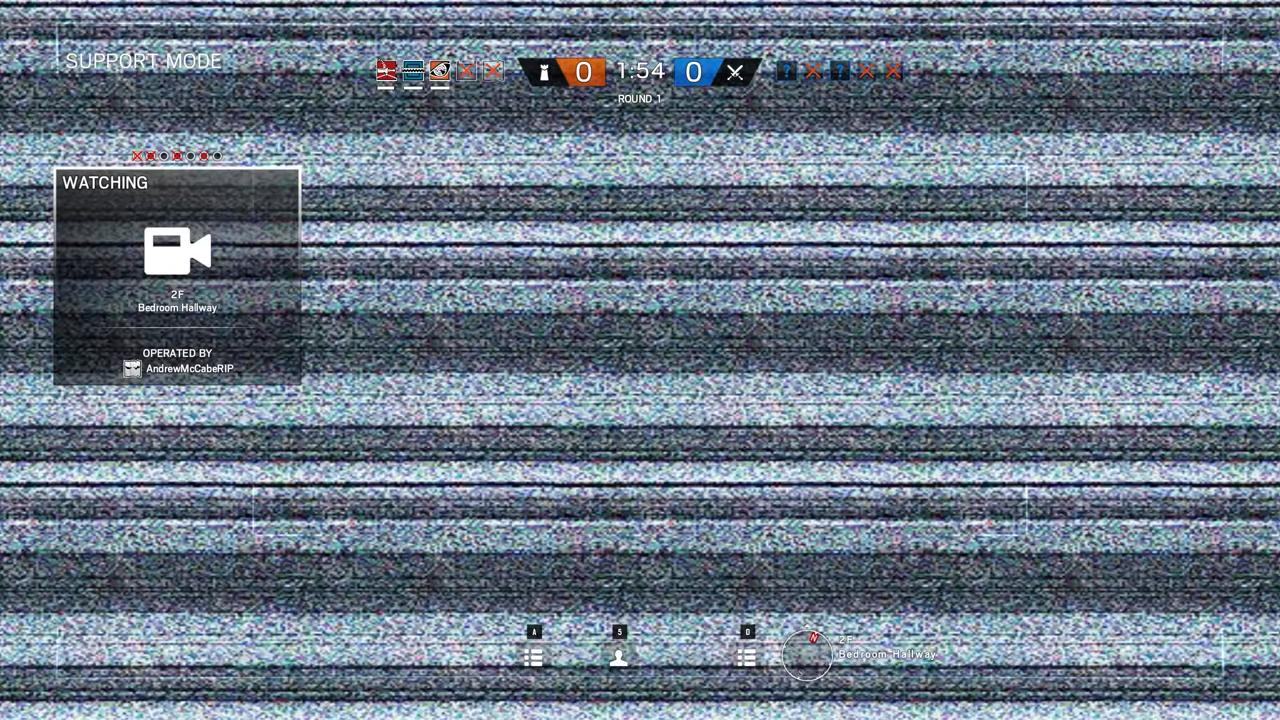 SUPPORT MODE
0 1:54 0
ROUND 1
? ?
WATCHING
2F
Bedroom Hallway
OPERATED BY
AndrewMcCabeRIP
A 5 D
N
2F
Bedroom Hallway